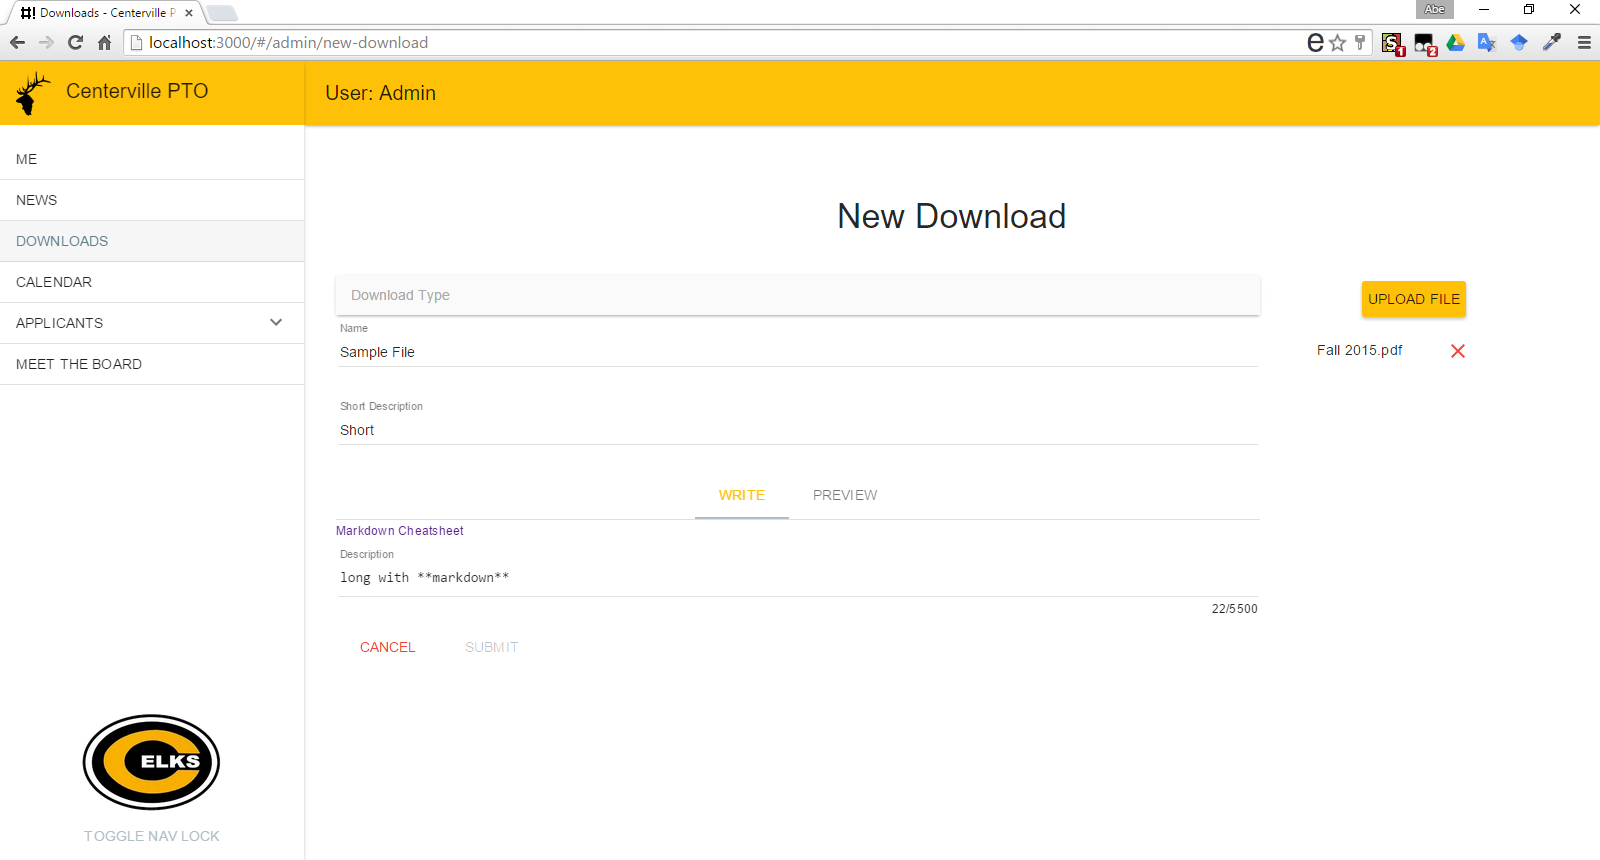 Downloads - Centerville P
Abe
localhost:3000/#/admin/new-download
1
2
Centerville PTO
User: Admin
ME
NEWS
DOWNLOADS
CALENDAR
APPLICANTS
MEET THE BOARD
New Download
Download Type
UPLOAD FILE
Name
Sample File
Fall 2015.pdf
Short Description
Short
WRITE
PREVIEW
Markdown Cheatsheet
Description
long with **markdown**
22/5500
CANCEL
SUBMIT
ELKS
TOGGLE NAV LOCK